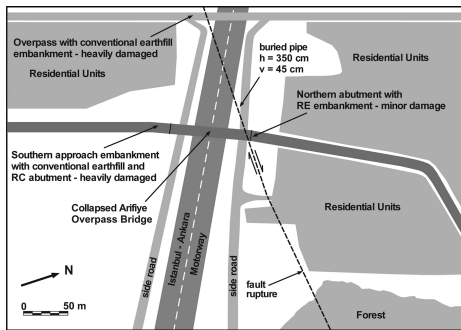 Overpass with conventional earthfill
embankment - heavily damaged
Residential Units
buried pipe
h = 350 cm
v = 45 cm
Residential Units
Northern abutment with
RE embankment - minor damage
Southern approach embankment
with conventional earthfill and
RC abutment - heavily damaged
Collapsed Arifiye
Overpass Bridge
Residential Units
Istanbul - Ankara
Motorway
side road
side road
N
0 50 m
fault
rupture
Forest